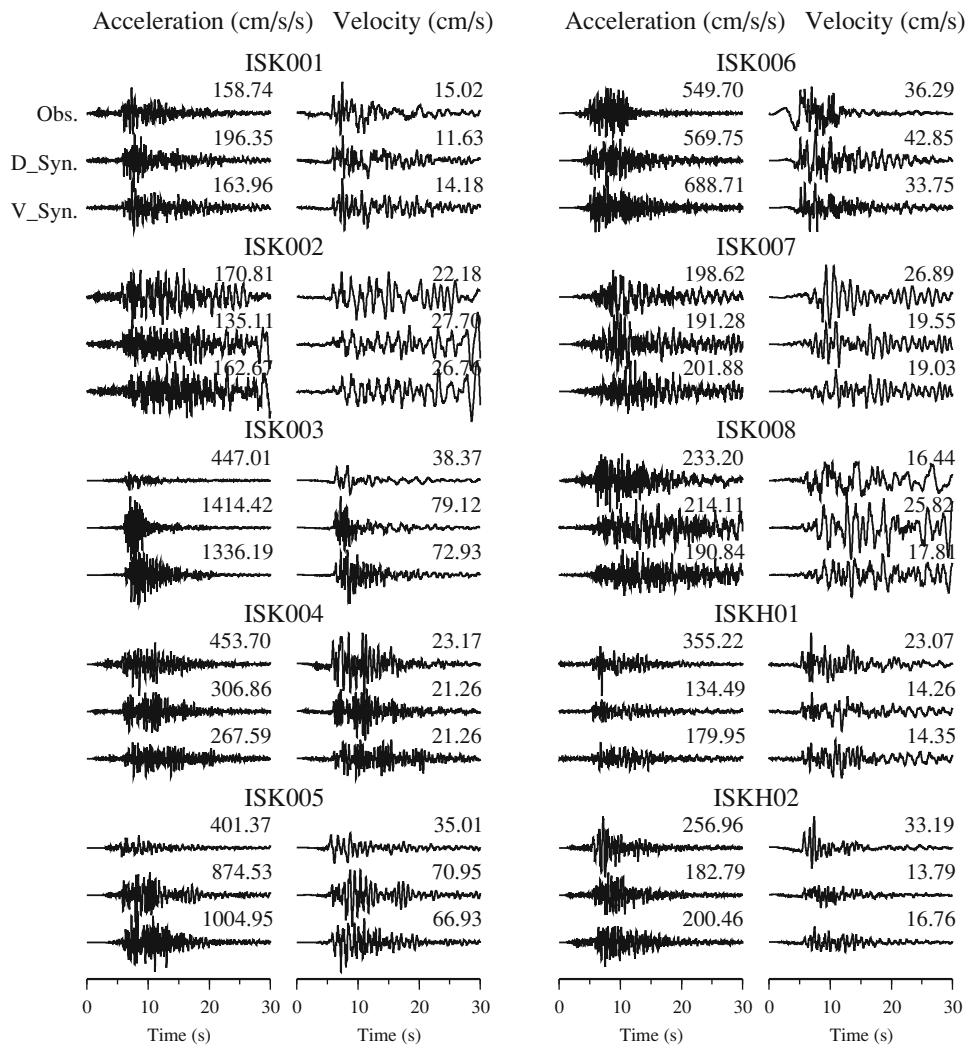 Acceleration (cm/s/s) Velocity (cm/s) Acceleration (cm/s/s) Velocity (cm/s)
ISK001 ISK006
Obs. 158.74 15.02 549.70 36.29
D_Syn. 196.35 11.63 569.75 42.85
V_Syn. 163.96 14.18 688.71 33.75
ISK002 ISK007
170.81 22.18 198.62 26.89
135.11 27.70 191.28 19.55
162.67 26.76 201.88 19.03
ISK003 ISK008
447.01 38.37 233.20 16.44
1414.42 79.12 214.11 25.82
1336.19 72.93 190.84 17.81
ISK004 ISKH01
453.70 23.17 355.22 23.07
306.86 21.26 134.49 14.26
267.59 21.26 179.95 14.35
ISK005 ISKH02
401.37 35.01 256.96 33.19
874.53 70.95 182.79 13.79
1004.95 66.93 200.46 16.76
0 10 20 30 0 10 20 30 0 10 20 30 0 10 20 30
Time (s) Time (s) Time (s) Time (s)